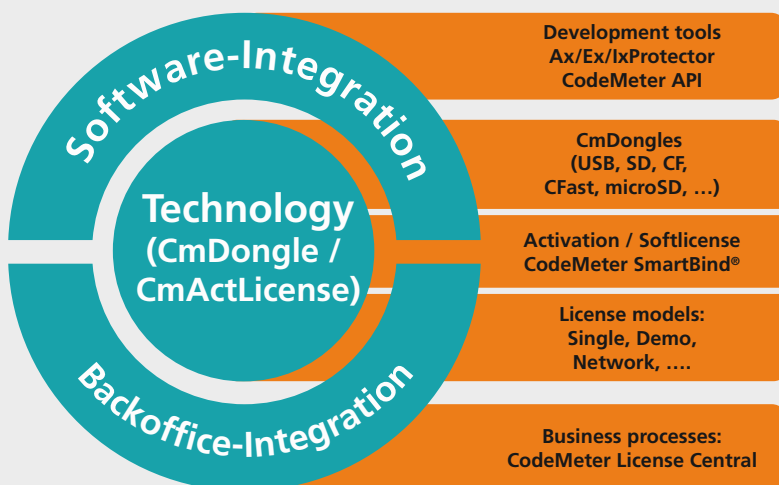 Software-Integration
Technology
(CmDongle /
CmActLicense)
Backoffice-Integration
Development tools
Ax/Ex/IxProtector
CodeMeter API
CmDongles
(USB, SD, CF,
CFast, microSD, ...)
Activation / Softlicense
CodeMeter SmartBind®
License models:
Single, Demo,
Network, ....
Business processes:
CodeMeter License Central